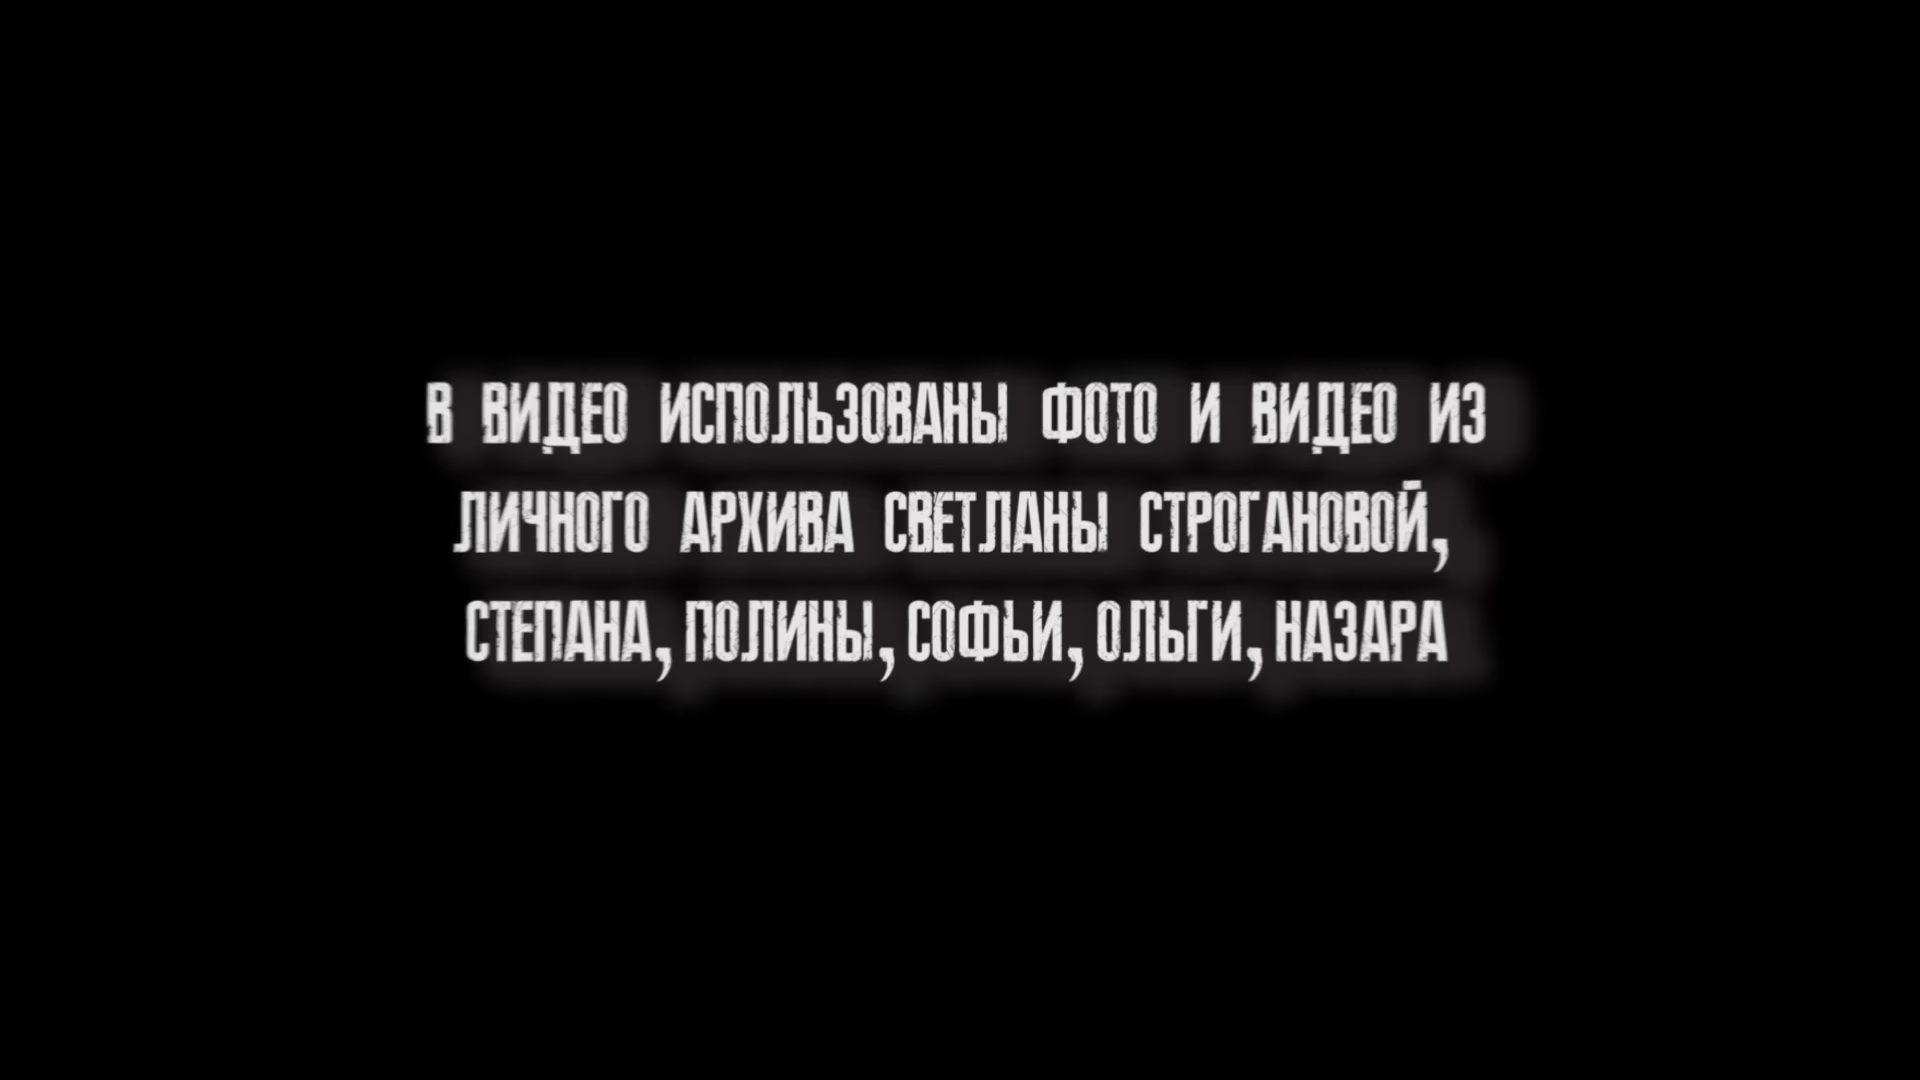 В ВИДЕО ИСПОЛЬЗОВАНЫ ФОТО И ВИДЕО ИЗ
ЛИЧНОГО АРХИВА СВЕТЛАНЫ СТРОГАНОВОЙ,
СТЕПАНА, ПОЛИНЫ, СОФЬИ, ОЛЬГИ, НАЗАРА